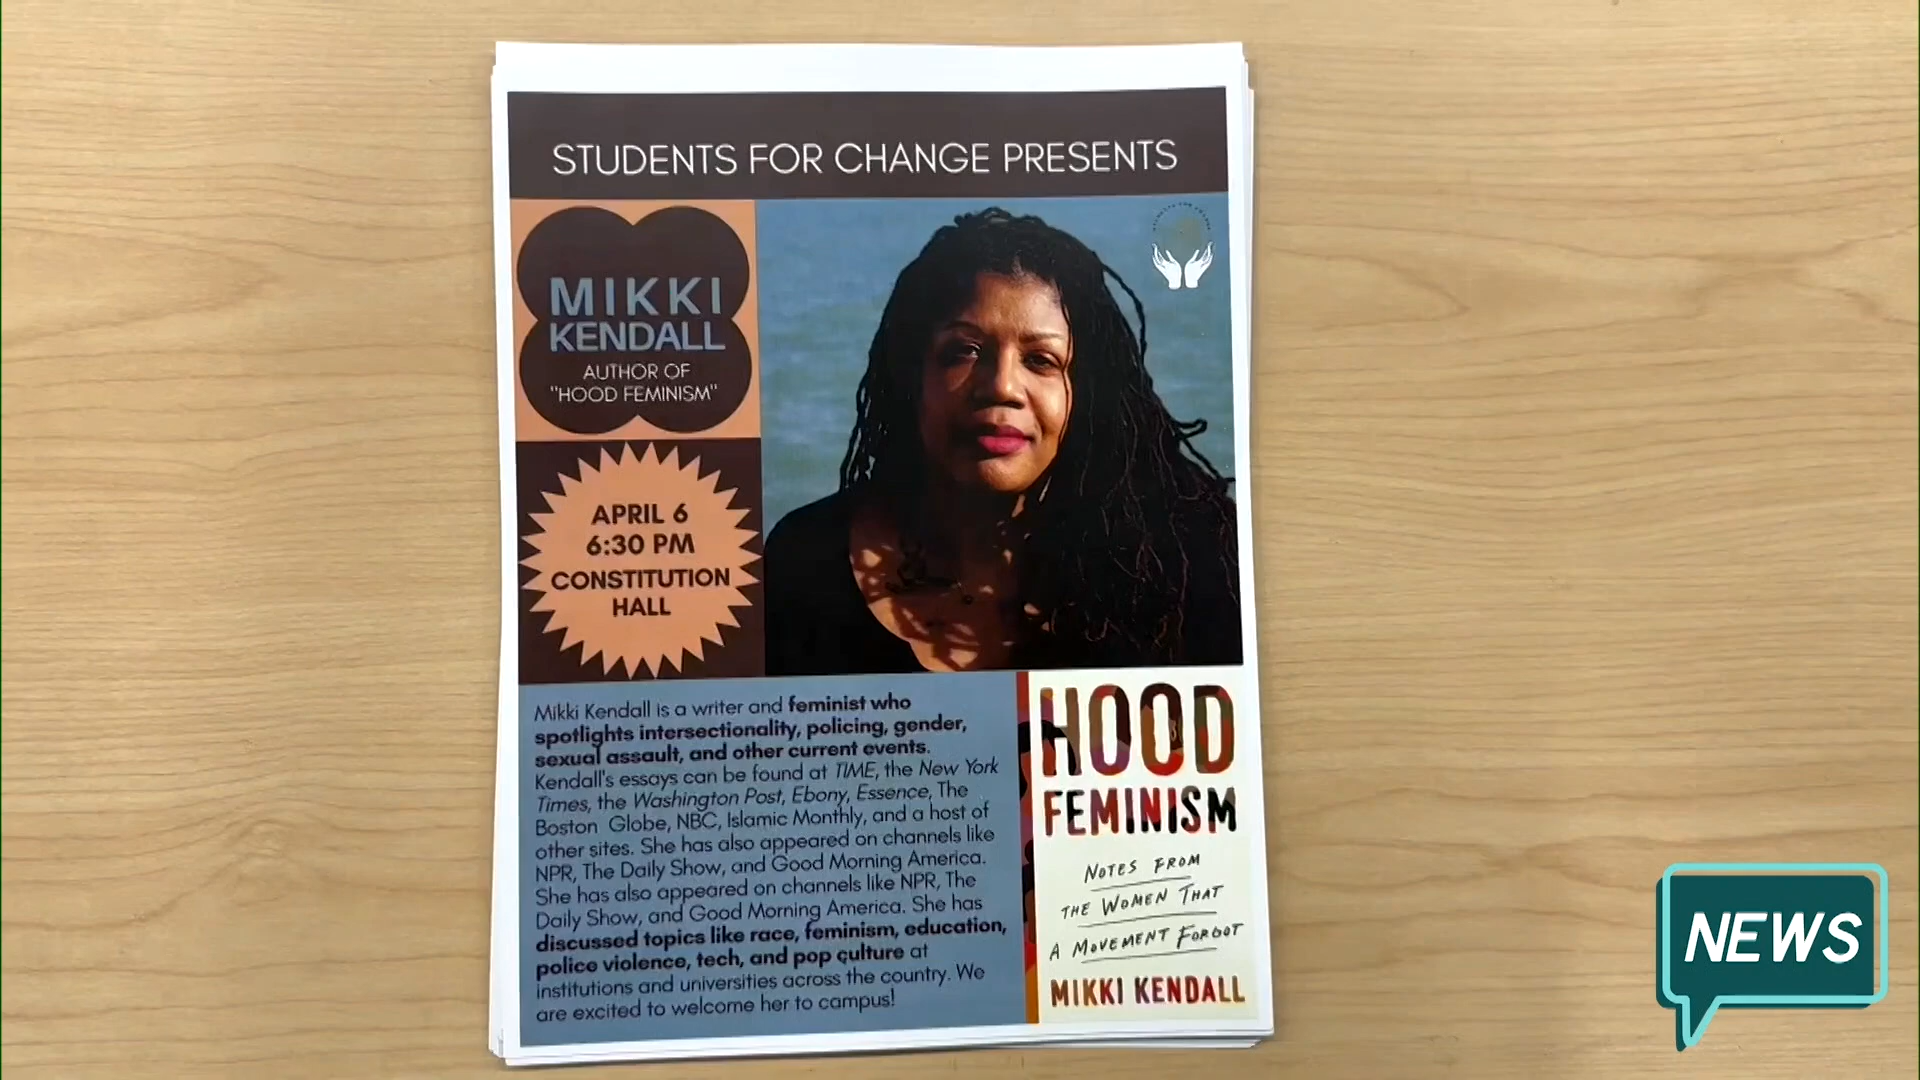 STUDENTS FOR CHANGE PRESENTS
MIKKI
KENDALL
AUTHOR OF
"HOOD FEMINISM"
APRIL 6
6:30 PM
CONSTITUTION
HALL
Mikki Kendall is a writer and feminist who
spotlights intersectionality, policing, gender,
sexual assault, and other current events.
Kendall's essays can be found at TIME, the New York
Times, the Washington Post, Ebony, Essence, The
Boston Globe, NBC, Islamic Monthly, and a host of
other sites. She has also appeared on channels like
NPR, The Daily Show, and Good Morning America.
She has also appeared on channels like NPR, The
Daily Show, and Good Morning America. She has
discussed topics like race, feminism, education,
police violence, tech, and pop culture at
institutions and universities across the country. We
are excited to welcome her to campus!
HOOD
FEMINISM
NOTES FROM
THE WOMEN THAT
A MOVEMENT FORGOT
MIKKI KENDALL
NEWS